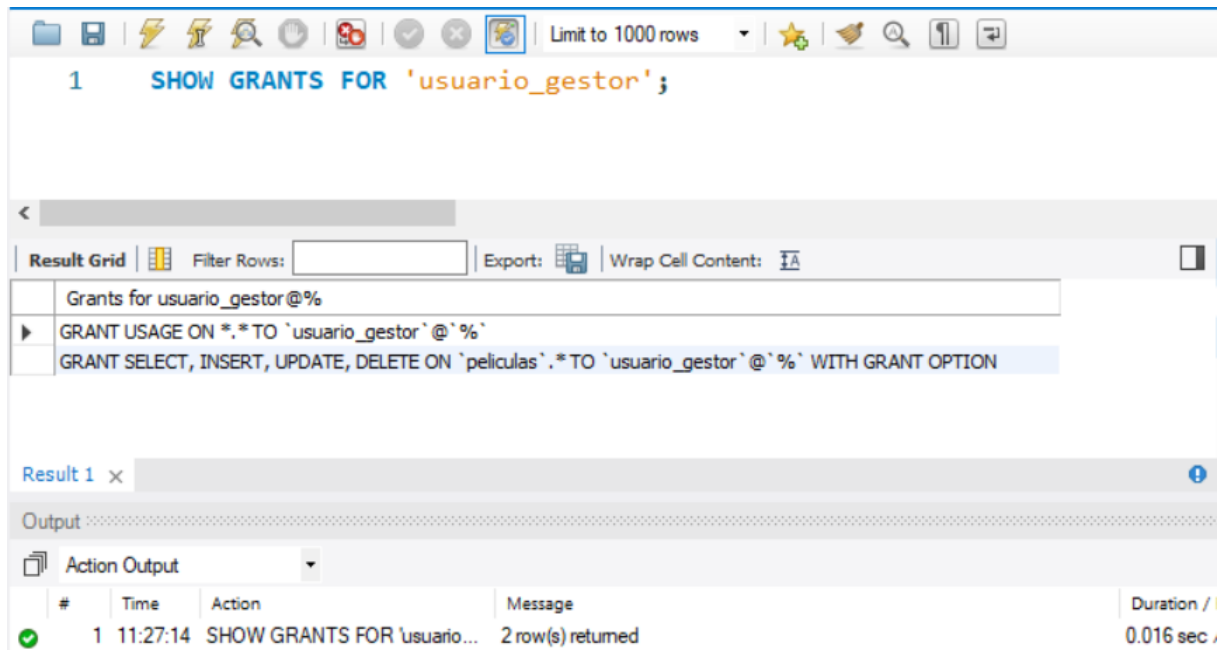 Limit to 1000 rows
1 SHOW GRANTS FOR 'usuario_gestor';
Result Grid Filter Rows: Export: Wrap Cell Content:
Grants for usuario_gestor@%
GRANT USAGE ON *.* TO `usuario_gestor`@`%`
GRANT SELECT, INSERT, UPDATE, DELETE ON `peliculas`.* TO `usuario_gestor`@`%` WITH GRANT OPTION
Result 1
Output
Action Output
# Time Action Message Duration /
1 11:27:14 SHOW GRANTS FOR 'usuario... 2 row(s) returned 0.016 sec /